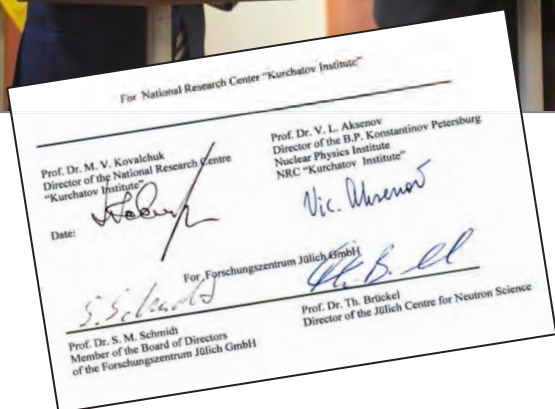 For National Research Center "Kurchatov Institute"
Prof. Dr. M. V. Kovalchuk
Director of the National Research Centre
"Kurchatov Institute"
Date:
Prof. Dr. V. L. Aksenov
Director of the B.P. Konstantinov Petersburg
Nuclear Physics Institute
NRC "Kurchatov Institute"
Vic. Aksenov
For Forschungszentrum Jülich GmbH
S. Schmidt
Prof. Dr. S. M. Schmidt
Member of the Board of Directors
of the Forschungszentrum Jülich GmbH
Prof. Dr. Th. Brückel
Director of the Jülich Centre for Neutron Science